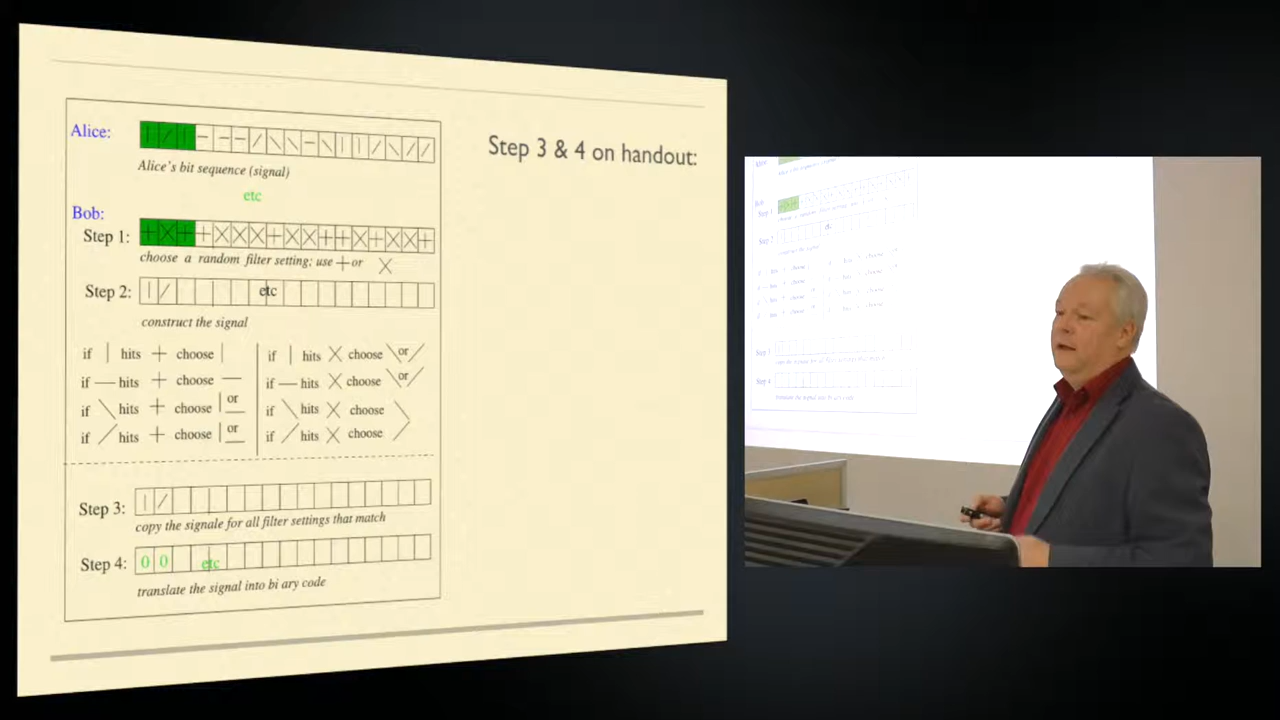 Step 3 & 4 on handout:
Alice:
Alice's bit sequence (signal)
etc
Bob:
Step 1:
choose a random filter setting; use + or X
Step 2: etc
construct the signal
if | hits + choose |
if — hits + choose —
if \ hits + choose | or —
if / hits + choose | or —
if | hits X choose \ or /
if — hits X choose \ or /
if \ hits X choose \
if / hits X choose /
Step 3:
copy the signale for all filter settings that match
Step 4: 0 0 etc
translate the signal into bi ary code